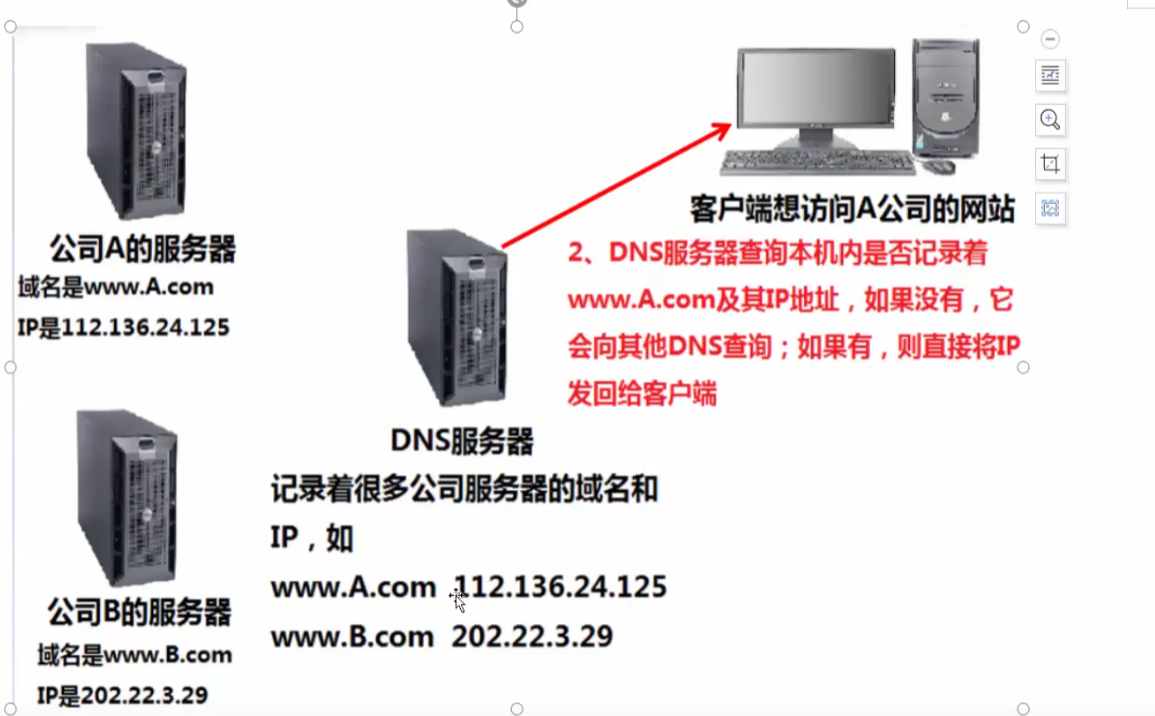 公司A的服务器
域名是www.A.com
IP是112.136.24.125
客户端想访问A公司的网站
2、DNS服务器查询本机内是否记录着
www.A.com及其IP地址，如果没有，它
会向其他DNS查询；如果有，则直接将IP
发回给客户端
DNS服务器
记录着很多公司服务器的域名和
IP，如
www.A.com 112.136.24.125
www.B.com 202.22.3.29
公司B的服务器
域名是www.B.com
IP是202.22.3.29